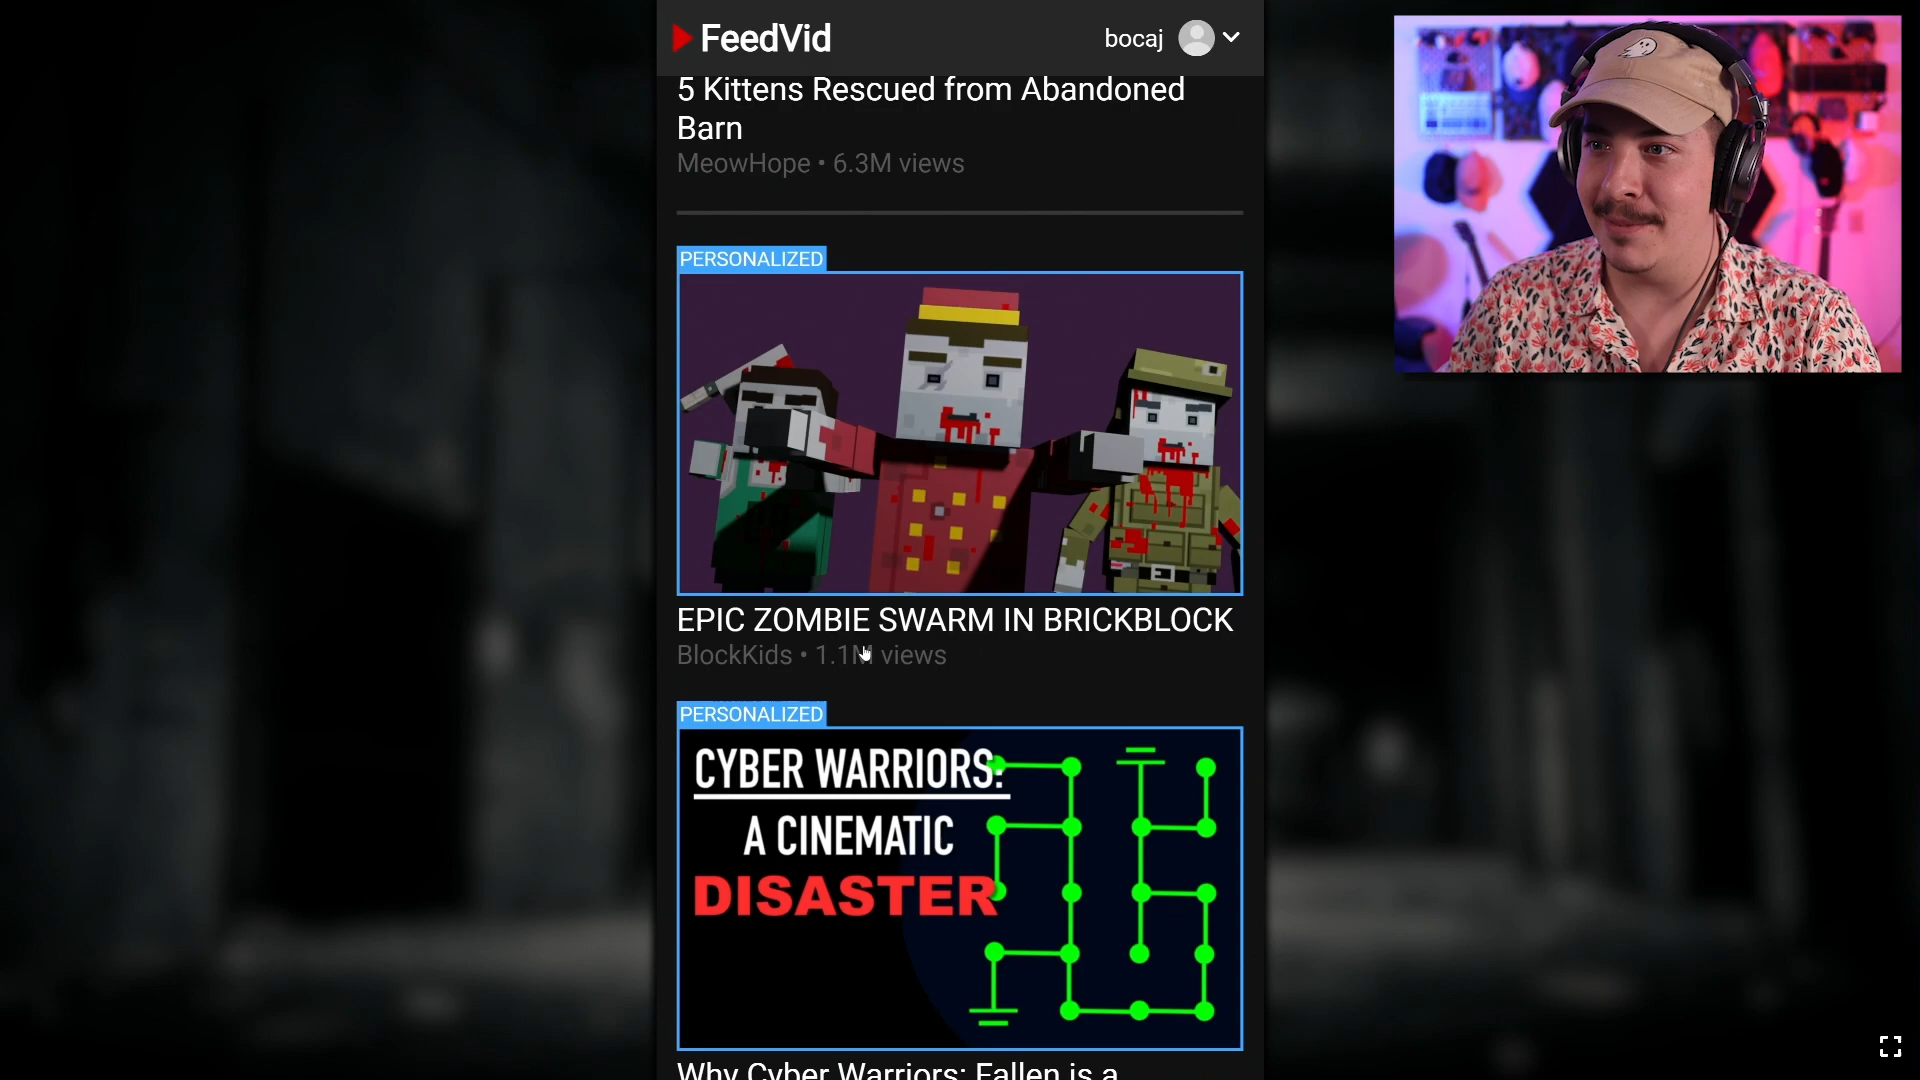 FeedVid
bocaj
5 Kittens Rescued from Abandoned
Barn
MeowHope • 6.3M views
PERSONALIZED
EPIC ZOMBIE SWARM IN BRICKBLOCK
BlockKids • 1.1M views
PERSONALIZED
CYBER WARRIORS:
A CINEMATIC
DISASTER
Why Cyber Warriors: Fallen is a